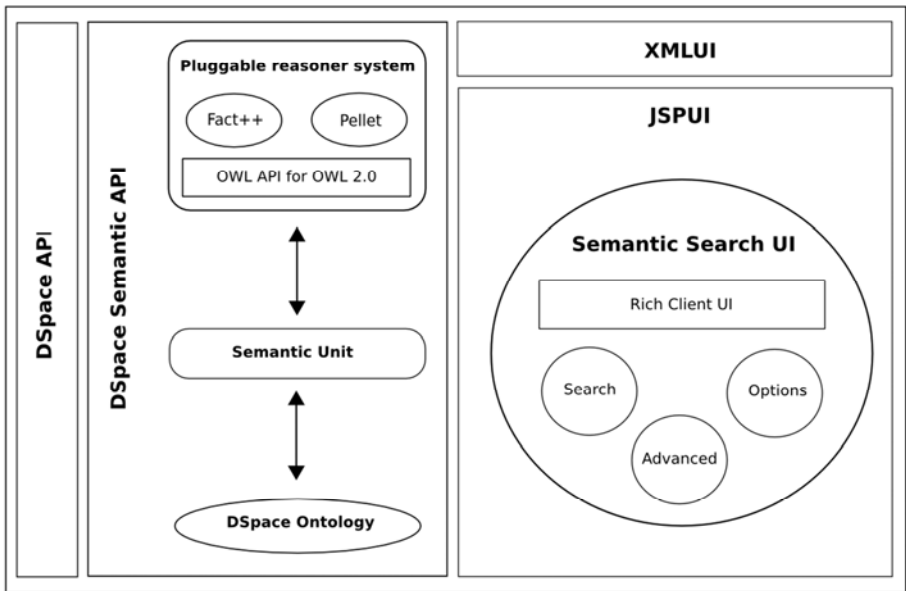 DSpace API
DSpace Semantic API
Pluggable reasoner system
Fact++
Pellet
OWL API for OWL 2.0
Semantic Unit
DSpace Ontology
XMLUI
JSPUI
Semantic Search UI
Rich Client UI
Search
Options
Advanced